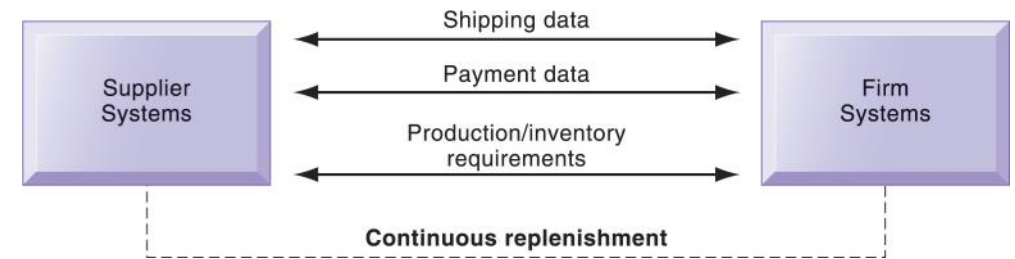 Shipping data
Supplier
Systems
Payment data
Firm
Systems
Production/inventory
requirements
Continuous replenishment